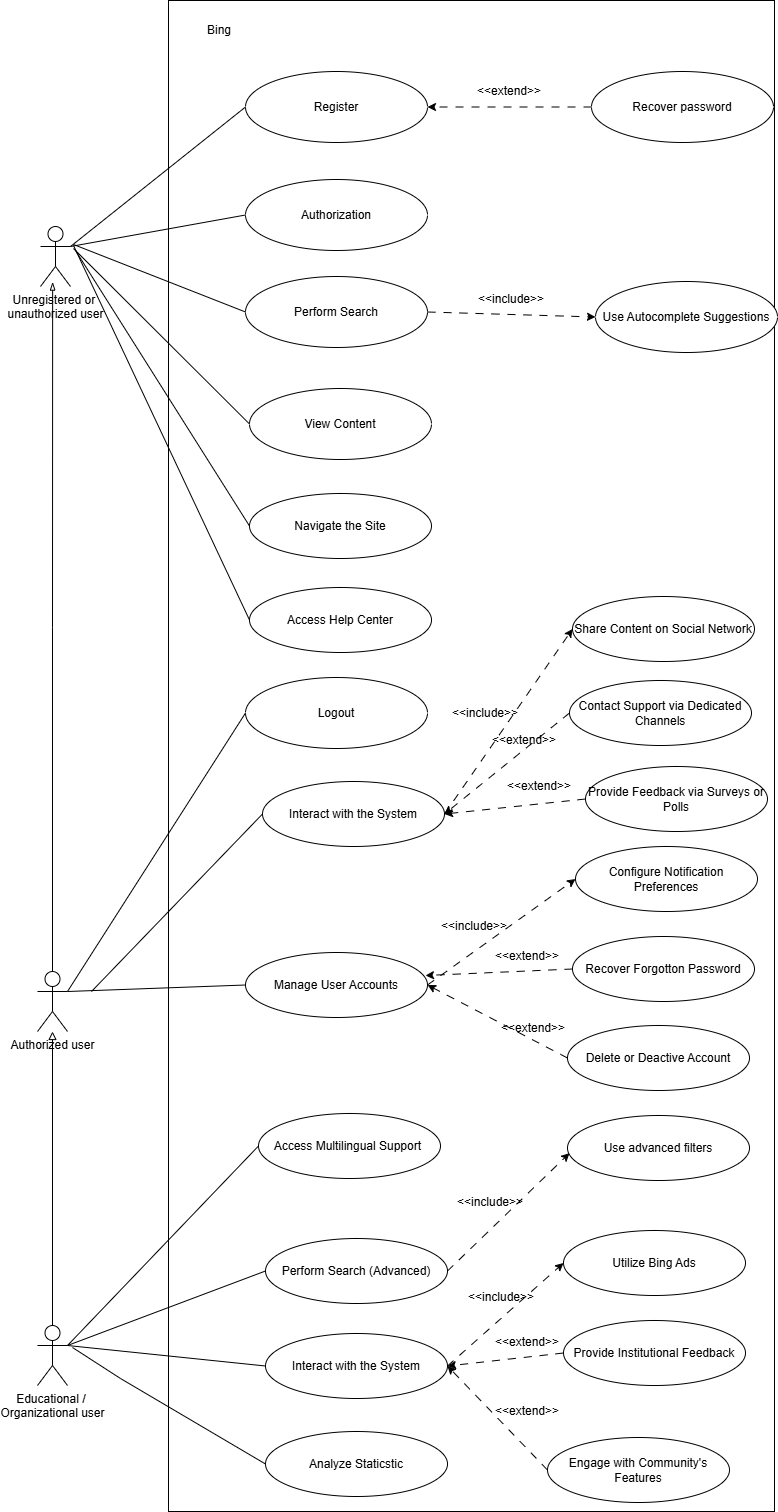 Bing
Register
<<extend>>
Recover password
Authorization
Unregistered or
unauthorized user
Perform Search
<<include>>
Use Autocomplete Suggestions
View Content
Navigate the Site
Access Help Center
Share Content on Social Network
Logout
<<include>>
Contact Support via Dedicated
Channels
<<extend>>
Interact with the System
<<extend>>
Provide Feedback via Surveys or
Polls
Configure Notification
Preferences
<<include>>
Manage User Accounts
<<extend>>
Recover Forgotton Password
Authorized user
<<extend>>
Delete or Deactive Account
Access Multilingual Support
Use advanced filters
<<include>>
Perform Search (Advanced)
Utilize Bing Ads
<<include>>
Interact with the System
<<extend>>
Provide Institutional Feedback
Educational /
Organizational user
<<extend>>
Analyze Staticstic
Engage with Community's
Features